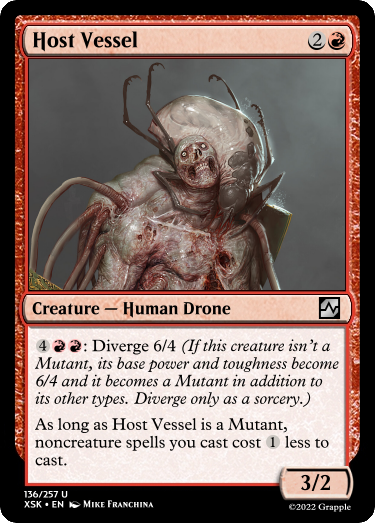 Host Vessel 2
Creature — Human Drone
4: Diverge 6/4 (If this creature isn't a
Mutant, its base power and toughness become
6/4 and it becomes a Mutant in addition to
its other types. Diverge only as a sorcery.)
As long as Host Vessel is a Mutant,
noncreature spells you cast cost 1 less to
cast.
3/2
136/257 U
XSK • EN Mike Franchina
©2022 Grapple